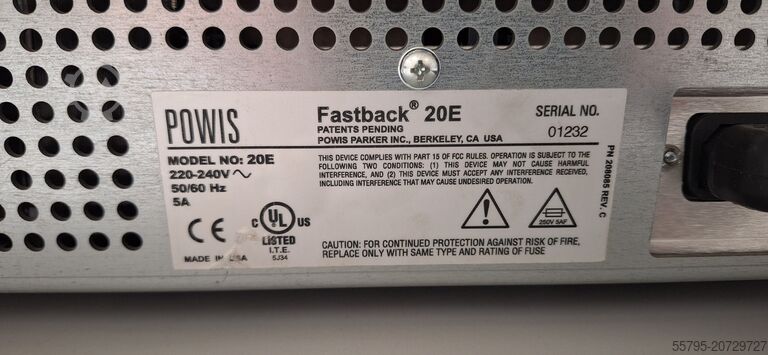 POWIS
Fastback® 20E
PATENTS PENDING
POWIS PARKER INC., BERKELEY, CA USA
SERIAL NO.
01232
MODEL NO: 20E
220-240V ~
50/60 Hz
5A
THIS DEVICE COMPLIES WITH PART 15 OF FCC RULES. OPERATION IS SUBJECT TO THE
FOLLOWING TWO CONDITIONS: (1) THIS DEVICE MAY NOT CAUSE HARMFUL
INTERFERENCE, AND (2) THIS DEVICE MUST ACCEPT ANY INTERFERENCE RECEIVED,
INCLUDING INTERFERENCE THAT MAY CAUSE UNDESIRED OPERATION.
CE
C UL US
LISTED
I.T.E.
5J34
MADE IN USA
250V 5AF
CAUTION: FOR CONTINUED PROTECTION AGAINST RISK OF FIRE,
REPLACE ONLY WITH SAME TYPE AND RATING OF FUSE
PN 208085 REV. C
55795-20729727